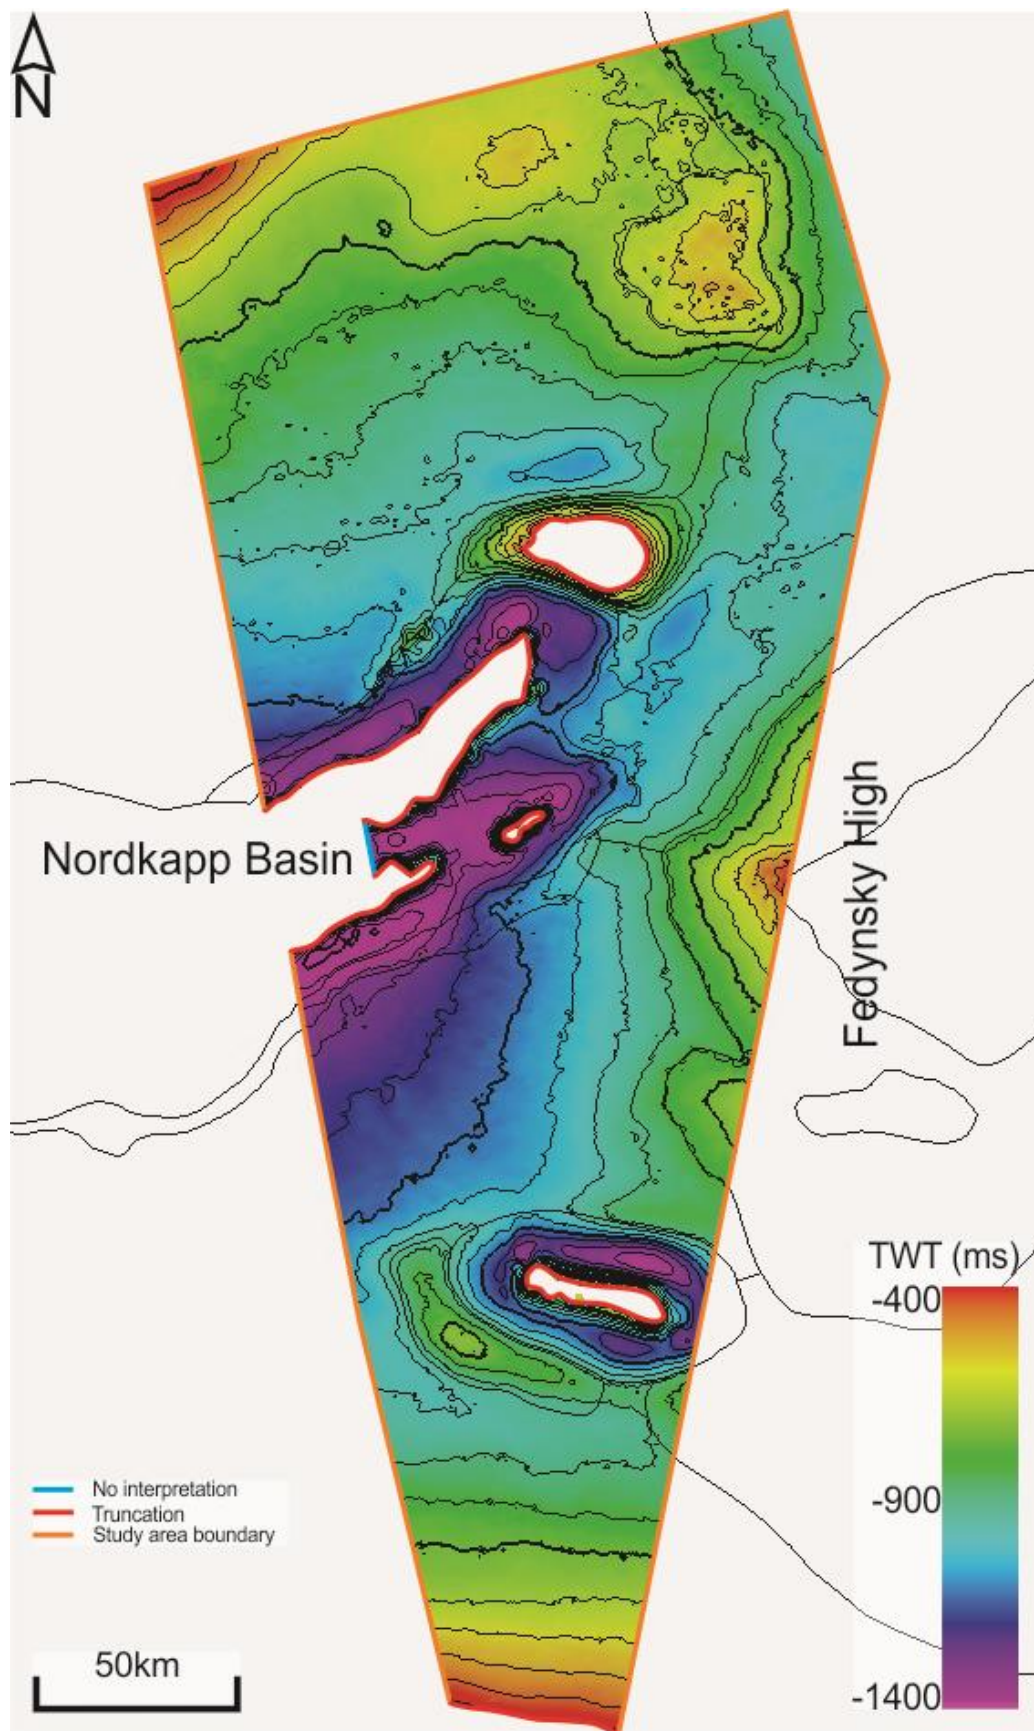 N
Nordkapp Basin
Fedynsky High
TWT (ms)
-400
-900
-1400
No interpretation
Truncation
Study area boundary
50km